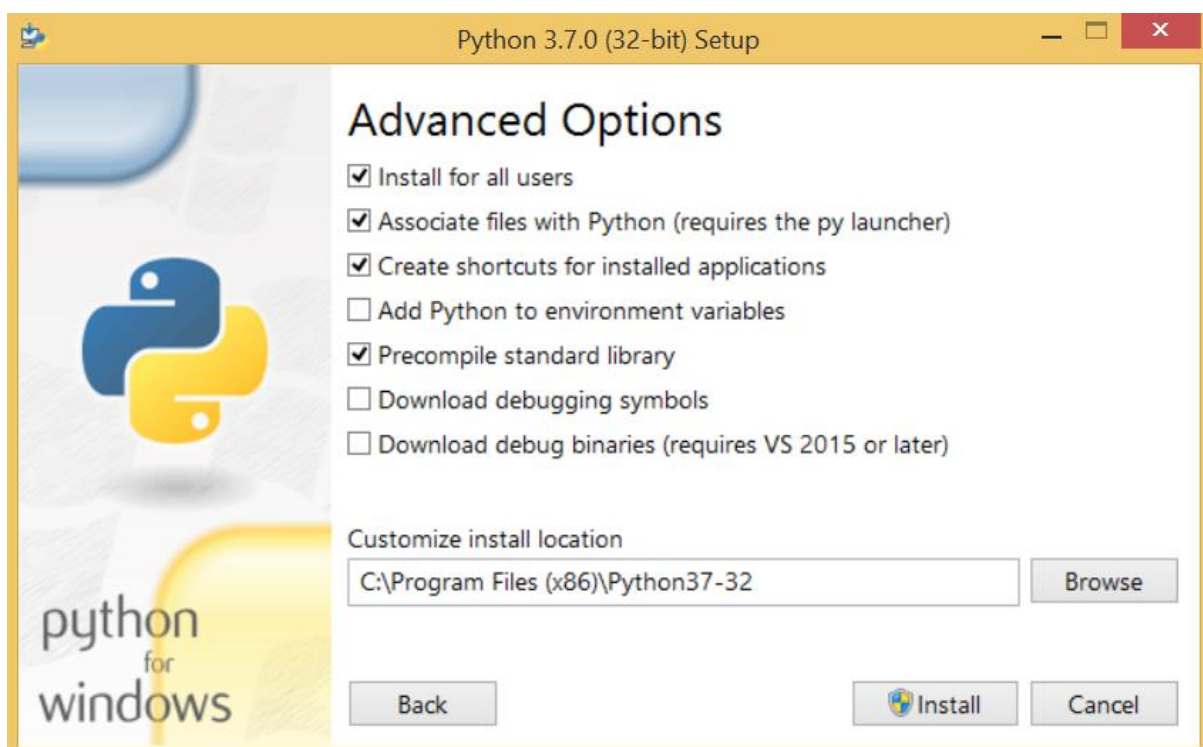 Python 3.7.0 (32-bit) Setup
Advanced Options
Install for all users
Associate files with Python (requires the py launcher)
Create shortcuts for installed applications
Add Python to environment variables
Precompile standard library
Download debugging symbols
Download debug binaries (requires VS 2015 or later)
Customize install location
C:\Program Files (x86)\Python37-32
Browse
python
for
windows
Back
Install
Cancel